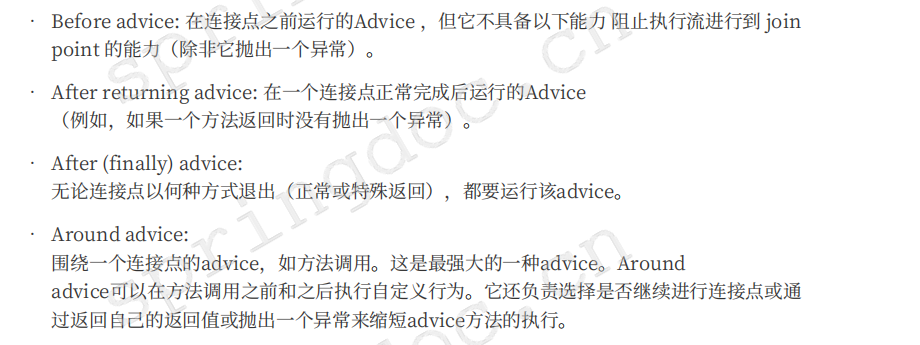 · Before advice: 在连接点之前运行的Advice ，但它不具备以下能力 阻止执行流进行到 join
point 的能力（除非它抛出一个异常）。
· After returning advice: 在一个连接点正常完成后运行的Advice
（例如，如果一个方法返回时没有抛出一个异常）。
· After (finally) advice:
无论连接点以何种方式退出（正常或特殊返回），都要运行该advice。
· Around advice:
围绕一个连接点的advice，如方法调用。这是最强大的一种advice。Around
advice可以在方法调用之前和之后执行自定义行为。它还负责选择是否继续进行连接点或通
过返回自己的返回值或抛出一个异常来缩短advice方法的执行。
springdoc.cn
springdoc.cn